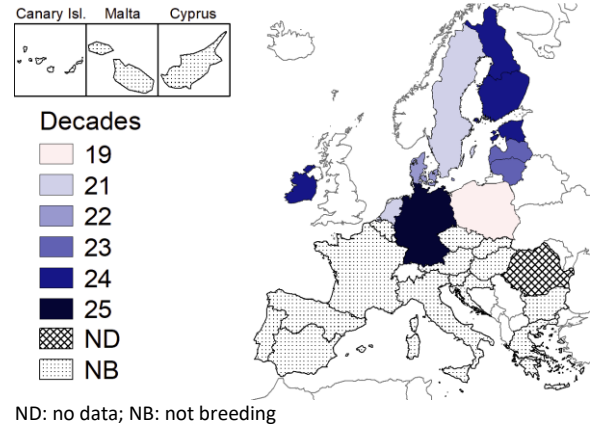 Canary Isl. Malta Cyprus
Decades
19
21
22
23
24
25
ND
NB
ND: no data; NB: not breeding